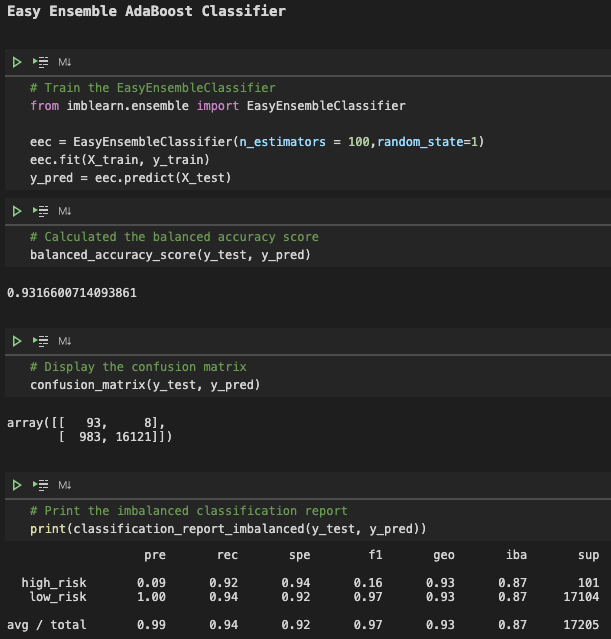 Easy Ensemble AdaBoost Classifier
M↓
# Train the EasyEnsembleClassifier
from imblearn.ensemble import EasyEnsembleClassifier
eec = EasyEnsembleClassifier(n_estimators = 100,random_state=1)
eec.fit(X_train, y_train)
y_pred = eec.predict(X_test)
M↓
# Calculated the balanced accuracy score
balanced_accuracy_score(y_test, y_pred)
0.9316600714093861
M↓
# Display the confusion matrix
confusion_matrix(y_test, y_pred)
array([[   93,     8],
       [  983, 16121]])
M↓
# Print the imbalanced classification report
print(classification_report_imbalanced(y_test, y_pred))
pre rec spe f1 geo iba sup
high_risk 0.09 0.92 0.94 0.16 0.93 0.87 101
low_risk 1.00 0.94 0.92 0.97 0.93 0.87 17104
avg / total 0.99 0.94 0.92 0.97 0.93 0.87 17205